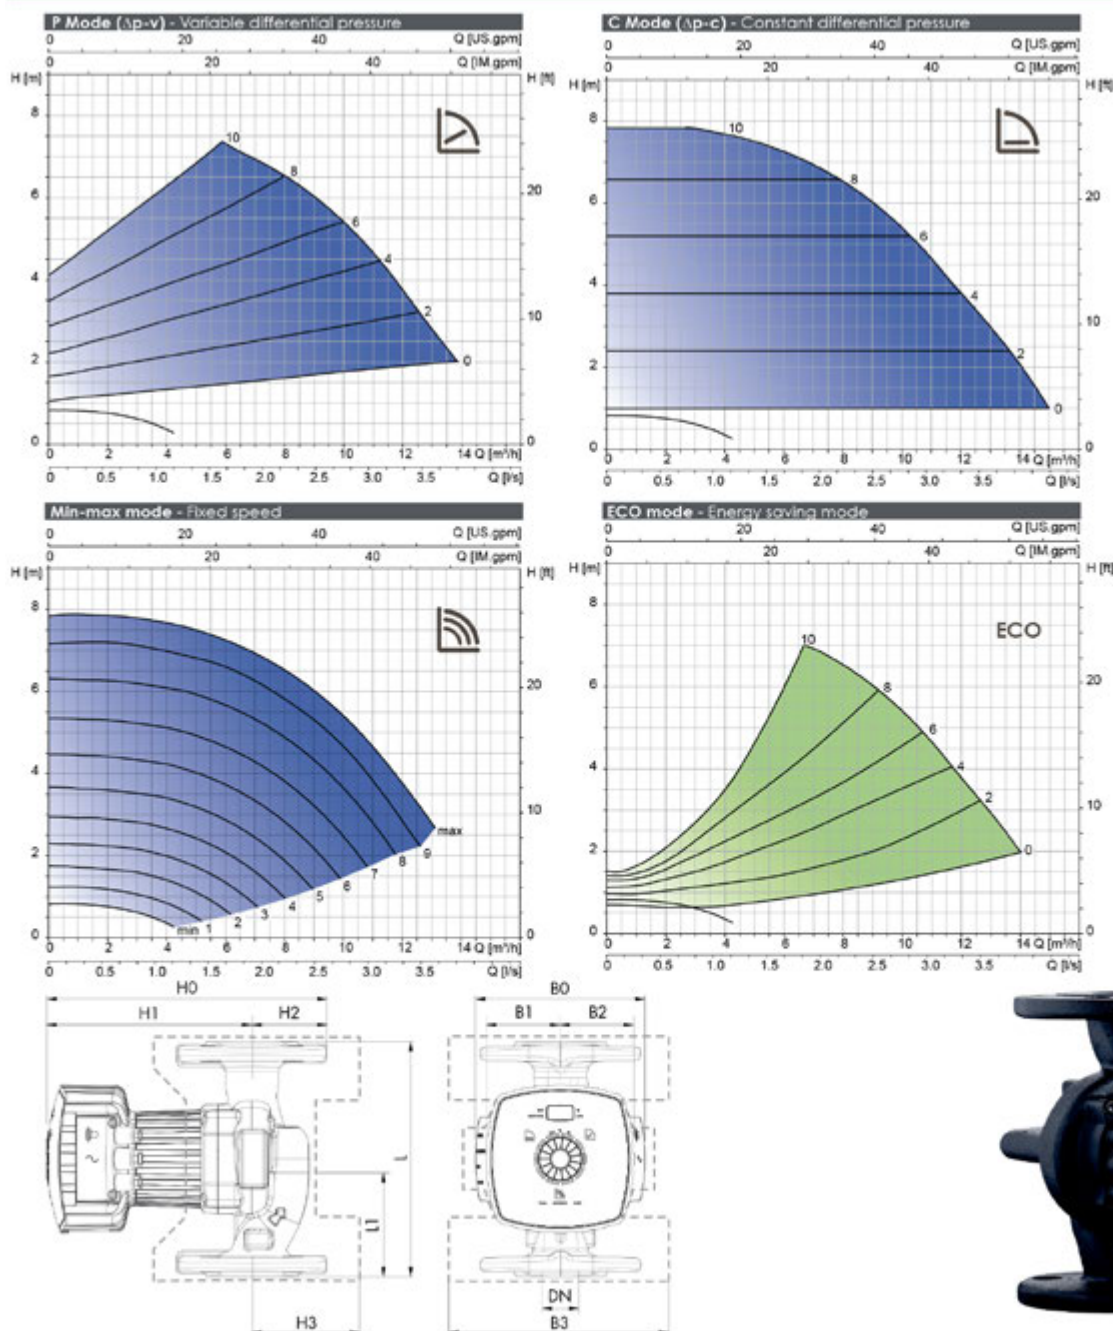 P Mode (Δp-v) - Variable differential pressure
0 20 40 Q [US.gpm]
0 20 40 Q [IM.gpm]
H [m] H [ft]
8
10
8 20
6
6
4 4
10
2
2 0
0 0
2 4 6 8 10 12 14 Q [m³/h]
0 0.5 1.0 1.5 2.0 2.5 3.0 3.5 Q [l/s]
C Mode (Δp-c) - Constant differential pressure
0 20 40 Q [US.gpm]
0 20 40 Q [IM.gpm]
H [m] H [ft]
8
10
8 20
6
6
4 4
10
2 2
0
0 0
2 4 6 8 10 12 14 Q [m³/h]
0 0.5 1.0 1.5 2.0 2.5 3.0 3.5 Q [l/s]
Min-max mode - Fixed speed
0 20 40 Q [US.gpm]
0 20 40 Q [IM.gpm]
H [m] H [ft]
8
6 20
4
10
max
2
min 1 2 3 4 5 6 7 8 9
0 0
2 4 6 8 10 12 14 Q [m³/h]
0 0.5 1.0 1.5 2.0 2.5 3.0 3.5 Q [l/s]
ECO mode - Energy saving mode
0 20 40 Q [US.gpm]
0 20 40 Q [IM.gpm]
H [m] H [ft]
8
ECO
10
6 8 20
6
4 4
2 10
2 0
0 0
2 4 6 8 10 12 14 Q [m³/h]
0 0.5 1.0 1.5 2.0 2.5 3.0 3.5 Q [l/s]
H0
H1 H2
L
L1
H3
B0
B1 B2
DN
B3